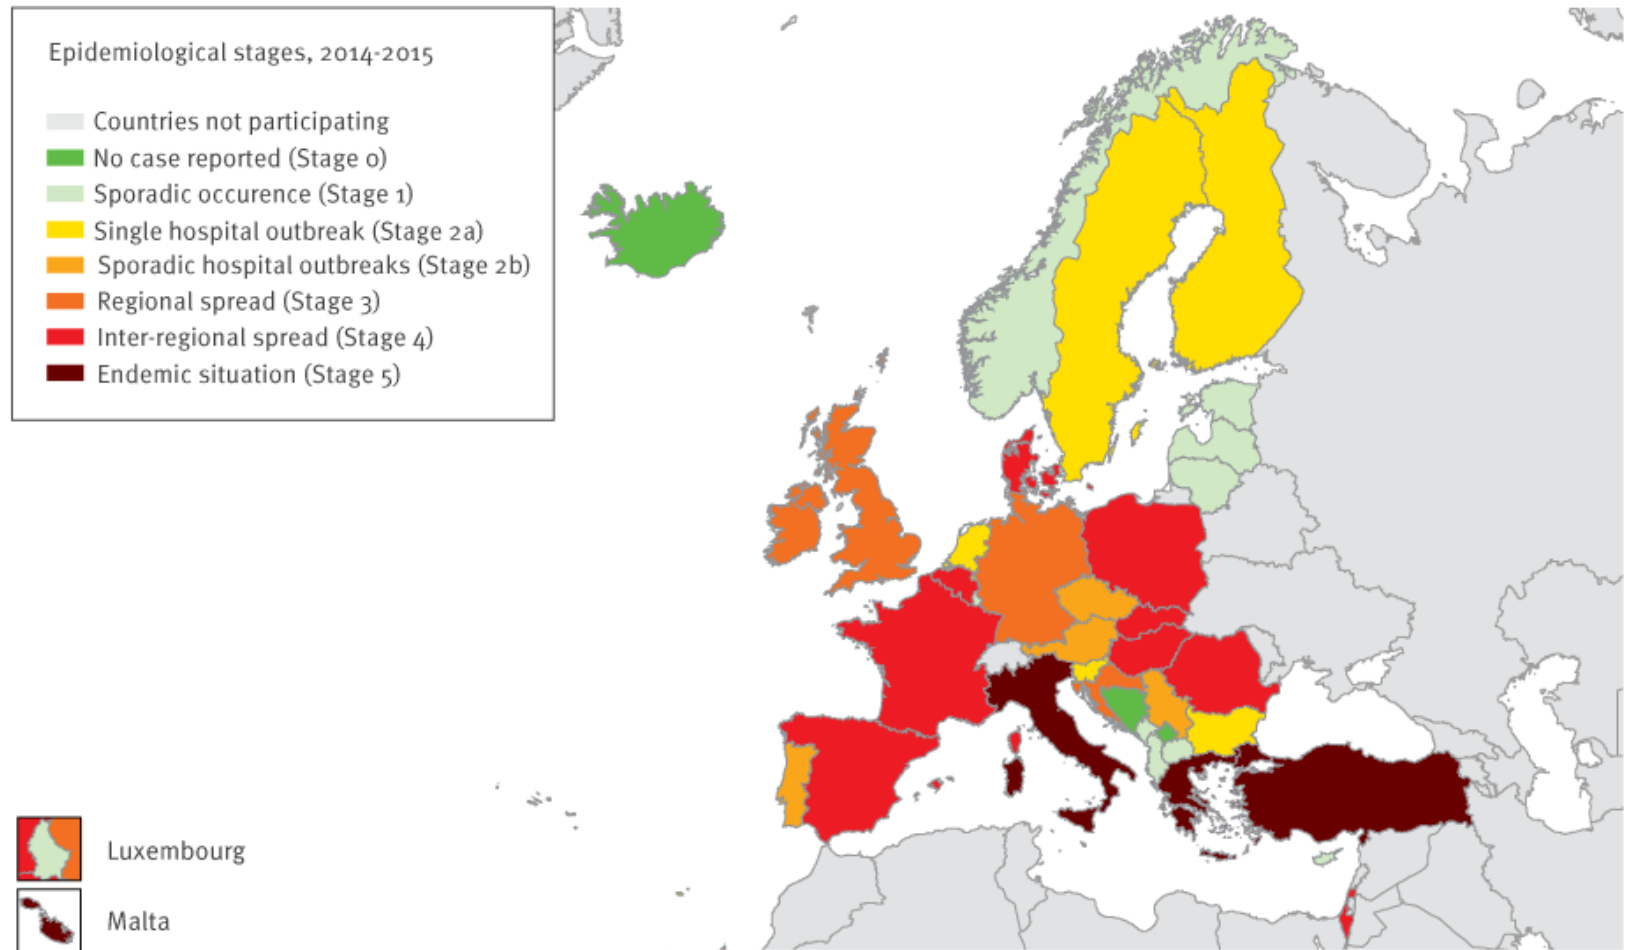 Epidemiological stages, 2014-2015
Countries not participating
No case reported (Stage 0)
Sporadic occurence (Stage 1)
Single hospital outbreak (Stage 2a)
Sporadic hospital outbreaks (Stage 2b)
Regional spread (Stage 3)
Inter-regional spread (Stage 4)
Endemic situation (Stage 5)
Luxembourg
Malta